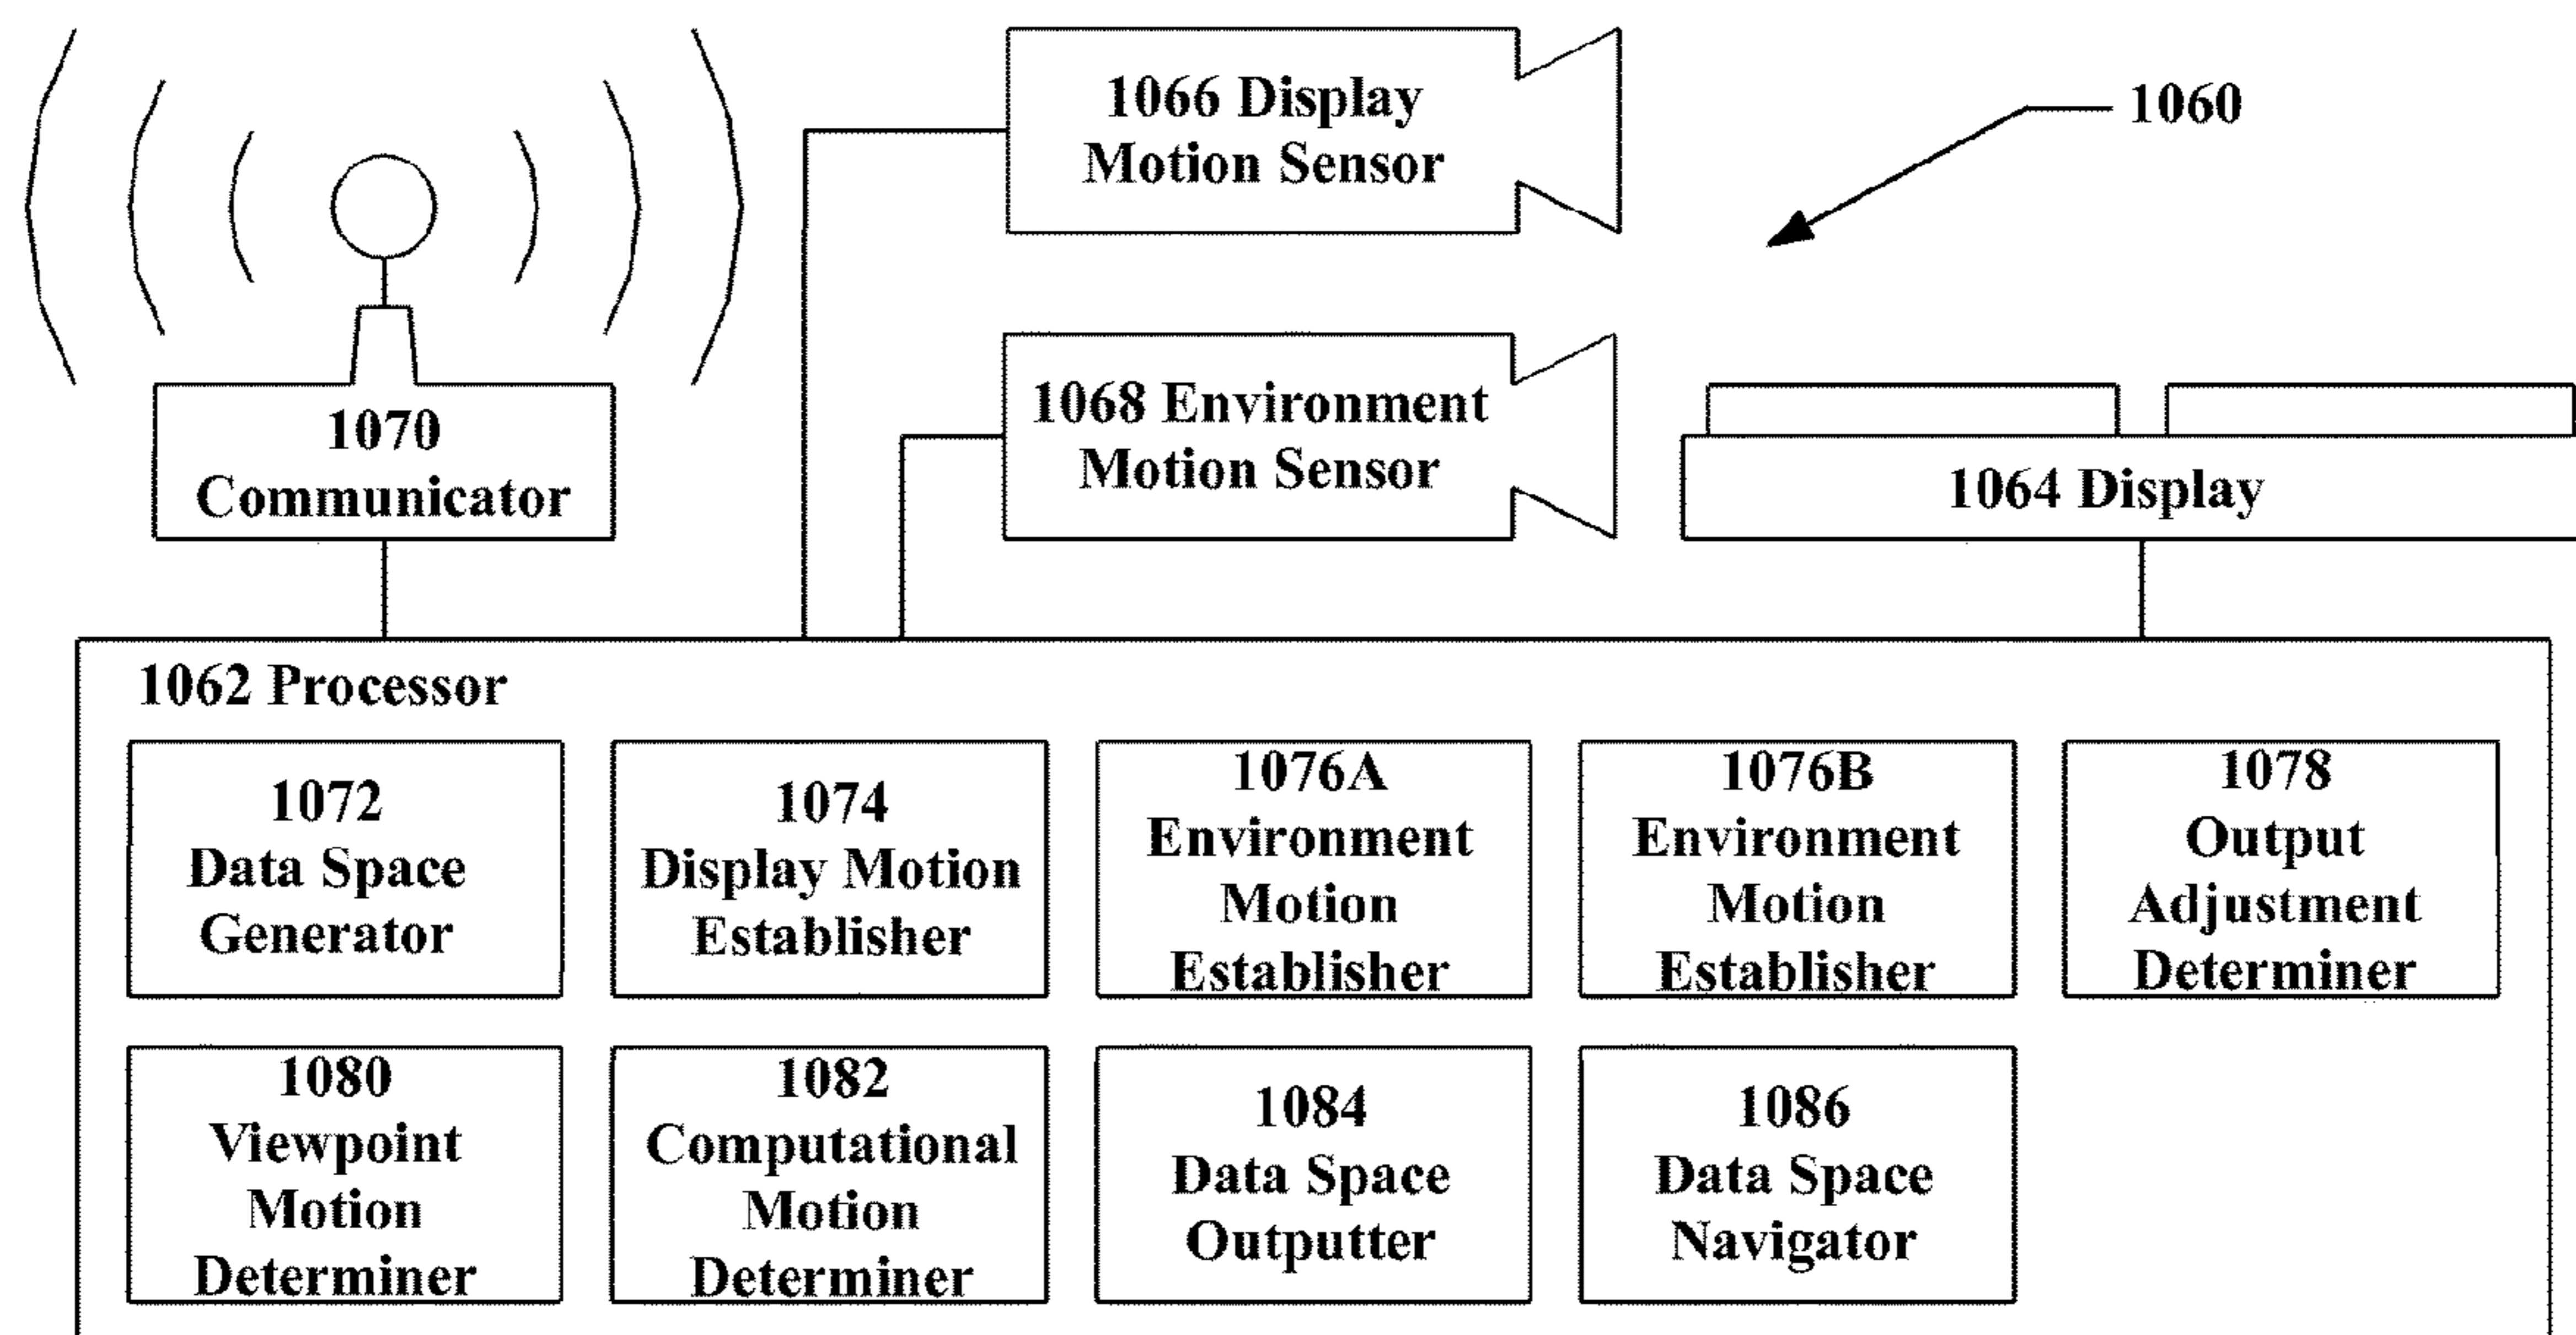 1066 Display
Motion Sensor
1060
1068 Environment
Motion Sensor
1070
Communicator
1064 Display
1062 Processor
1072
Data Space
Generator
1074
Display Motion
Establisher
1076A
Environment
Motion
Establisher
1076B
Environment
Motion
Establisher
1078
Output
Adjustment
Determiner
1080
Viewpoint
Motion
Determiner
1082
Computational
Motion
Determiner
1084
Data Space
Outputter
1086
Data Space
Navigator